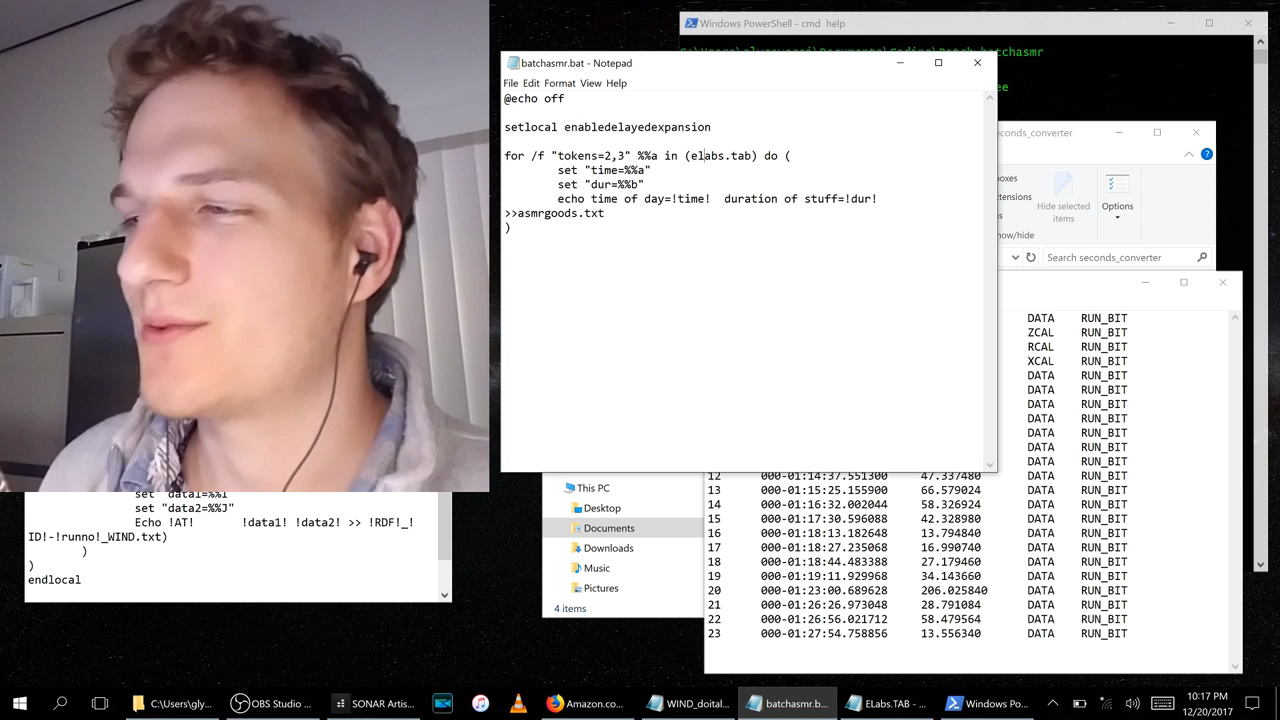 Windows PowerShell - cmd help
batchasmr
ee
batchasmr.bat - Notepad
File Edit Format View Help
@echo off
setlocal enabledelayedexpansion
for /f "tokens=2,3" %%a in (elabs.tab) do (
set "time=%%a"
set "dur=%%b"
echo time of day=!time! duration of stuff=!dur!
>>asmrgoods.txt
)
seconds_converter
boxes
xtensions
ow/hide
Hide selected
items
Options
Search seconds_converter
DATA RUN_BIT
ZCAL RUN_BIT
RCAL RUN_BIT
XCAL RUN_BIT
DATA RUN_BIT
DATA RUN_BIT
DATA RUN_BIT
DATA RUN_BIT
DATA RUN_BIT
DATA RUN_BIT
DATA RUN_BIT
12 000-01:14:37.551300 47.337480 DATA RUN_BIT
13 000-01:15:25.155900 66.579024 DATA RUN_BIT
14 000-01:16:32.002044 58.326924 DATA RUN_BIT
15 000-01:17:30.596088 42.328980 DATA RUN_BIT
16 000-01:18:13.182648 13.794840 DATA RUN_BIT
17 000-01:18:27.235068 16.990740 DATA RUN_BIT
18 000-01:18:44.483388 27.179460 DATA RUN_BIT
19 000-01:19:11.929968 34.143660 DATA RUN_BIT
20 000-01:23:00.689628 206.025840 DATA RUN_BIT
21 000-01:26:26.973048 28.791084 DATA RUN_BIT
22 000-01:26:56.021712 58.479564 DATA RUN_BIT
23 000-01:27:54.758856 13.556340 DATA RUN_BIT
This PC
Desktop
Documents
Downloads
Music
Pictures
4 items
set "data2=%%J"
Echo !AT! !data1! !data2! >> !RDF!_!
ID!-!runno!_WIND.txt)
)
)
endlocal
C:\Users\gly...
OBS Studio ...
SONAR Artis...
Amazon.co...
WIND_doital...
batchasmr.b...
ELabs.TAB - ...
Windows Po...
10:17 PM
12/20/2017